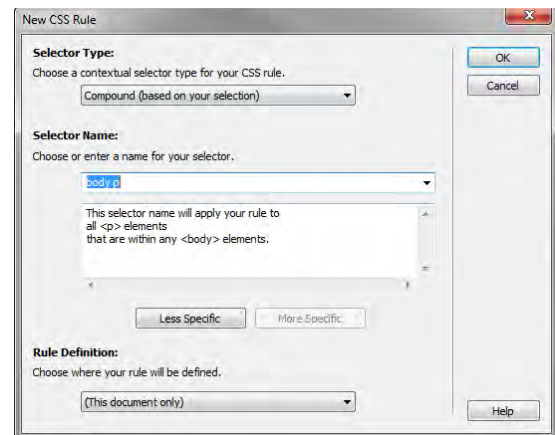 New CSS Rule
Selector Type:
OK
Choose a contextual selector type for your CSS rule.
Cancel
Compound (based on your selection)
Selector Name:
Choose or enter a name for your selector.
body p
This selector name will apply your rule to
all <p> elements
that are within any <body> elements.
Less Specific
More Specific
Rule Definition:
Choose where your rule will be defined.
(This document only)
Help